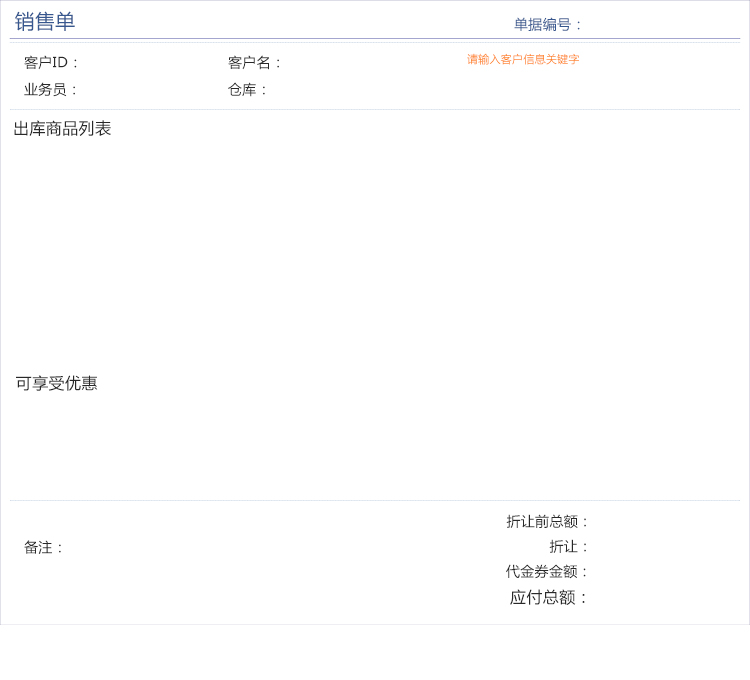 销售单 单据编号：
客户ID： 客户名： 请输入客户信息关键字
业务员： 仓库：
出库商品列表
可享受优惠
折让前总额：
备注： 折让：
代金券金额：
应付总额：